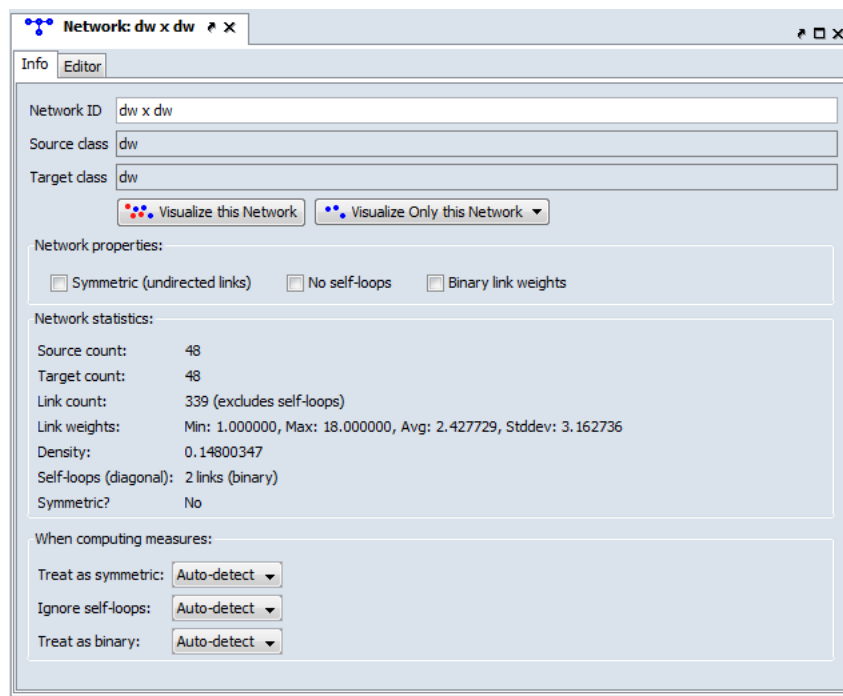 Network: dw x dw
Info Editor
Network ID dw x dw
Source class dw
Target class dw
Visualize this Network Visualize Only this Network
Network properties:
Symmetric (undirected links) No self-loops Binary link weights
Network statistics:
Source count: 48
Target count: 48
Link count: 339 (excludes self-loops)
Link weights: Min: 1.000000, Max: 18.000000, Avg: 2.427729, Stddev: 3.162736
Density: 0.14800347
Self-loops (diagonal): 2 links (binary)
Symmetric? No
When computing measures:
Treat as symmetric: Auto-detect
Ignore self-loops: Auto-detect
Treat as binary: Auto-detect